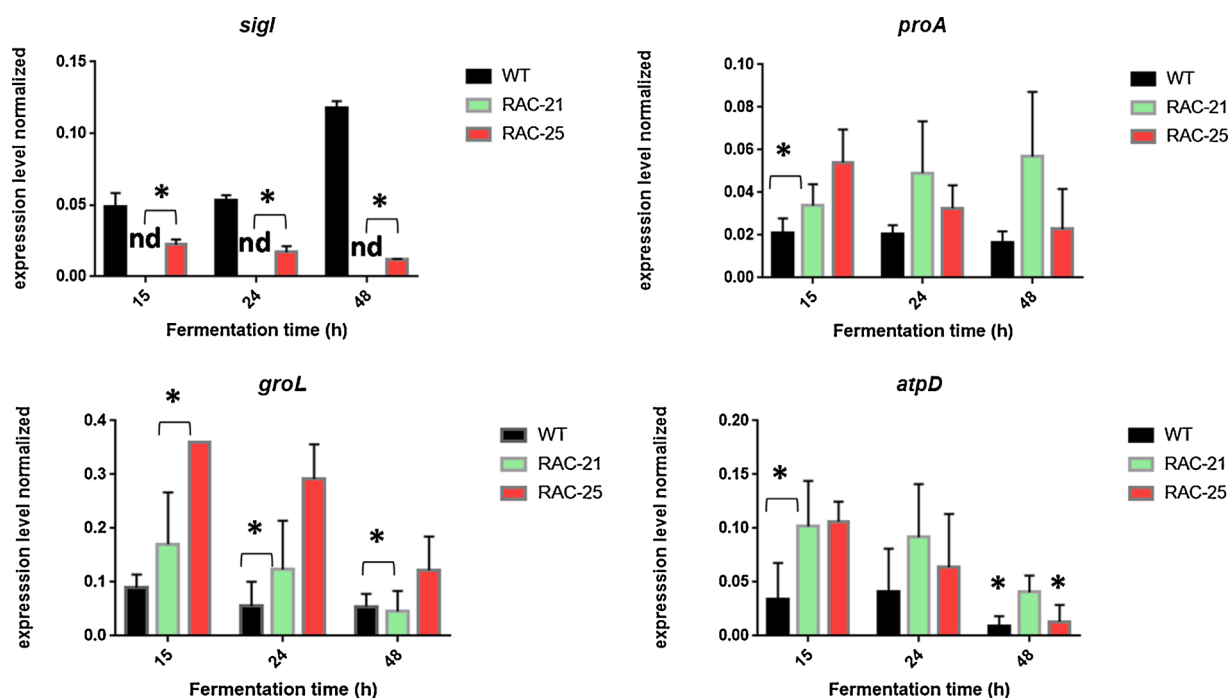 sigI
expresssion level normalized
0.15
0.10
0.05
0.00
*
*
*
nd
nd
nd
15
24
48
Fermentation time (h)
WT
RAC-21
RAC-25
proA
expresssion level normalized
0.10
0.08
0.06
0.04
0.02
0.00
*
15
24
48
Fermentation time (h)
WT
RAC-21
RAC-25
groL
expresssion level normalized
0.4
0.3
0.2
0.1
0.0
*
*
*
15
24
48
Fermentation time (h)
WT
RAC-21
RAC-25
atpD
expresssion level normalized
0.20
0.15
0.10
0.05
0.00
*
*
*
15
24
48
Fermentation time (h)
WT
RAC-21
RAC-25